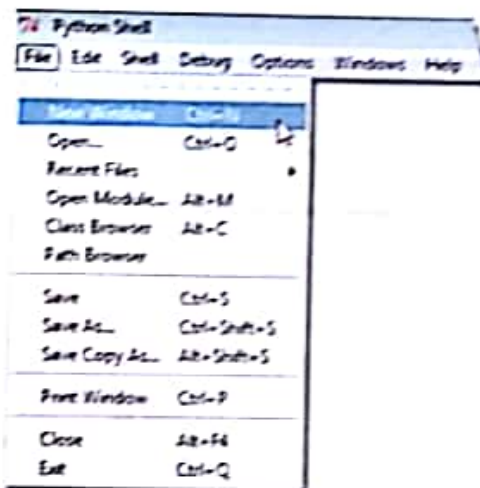 Python Shell
File Edit Shell Debug Options Windows Help
New Window Ctrl+N
Open... Ctrl+O
Recent Files
Open Module... Alt+M
Class Browser Alt+C
Path Browser
Save Ctrl+S
Save As... Ctrl+Shift+S
Save Copy As... Alt+Shift+S
Print Window Ctrl+P
Close Alt+F4
Exit Ctrl+Q